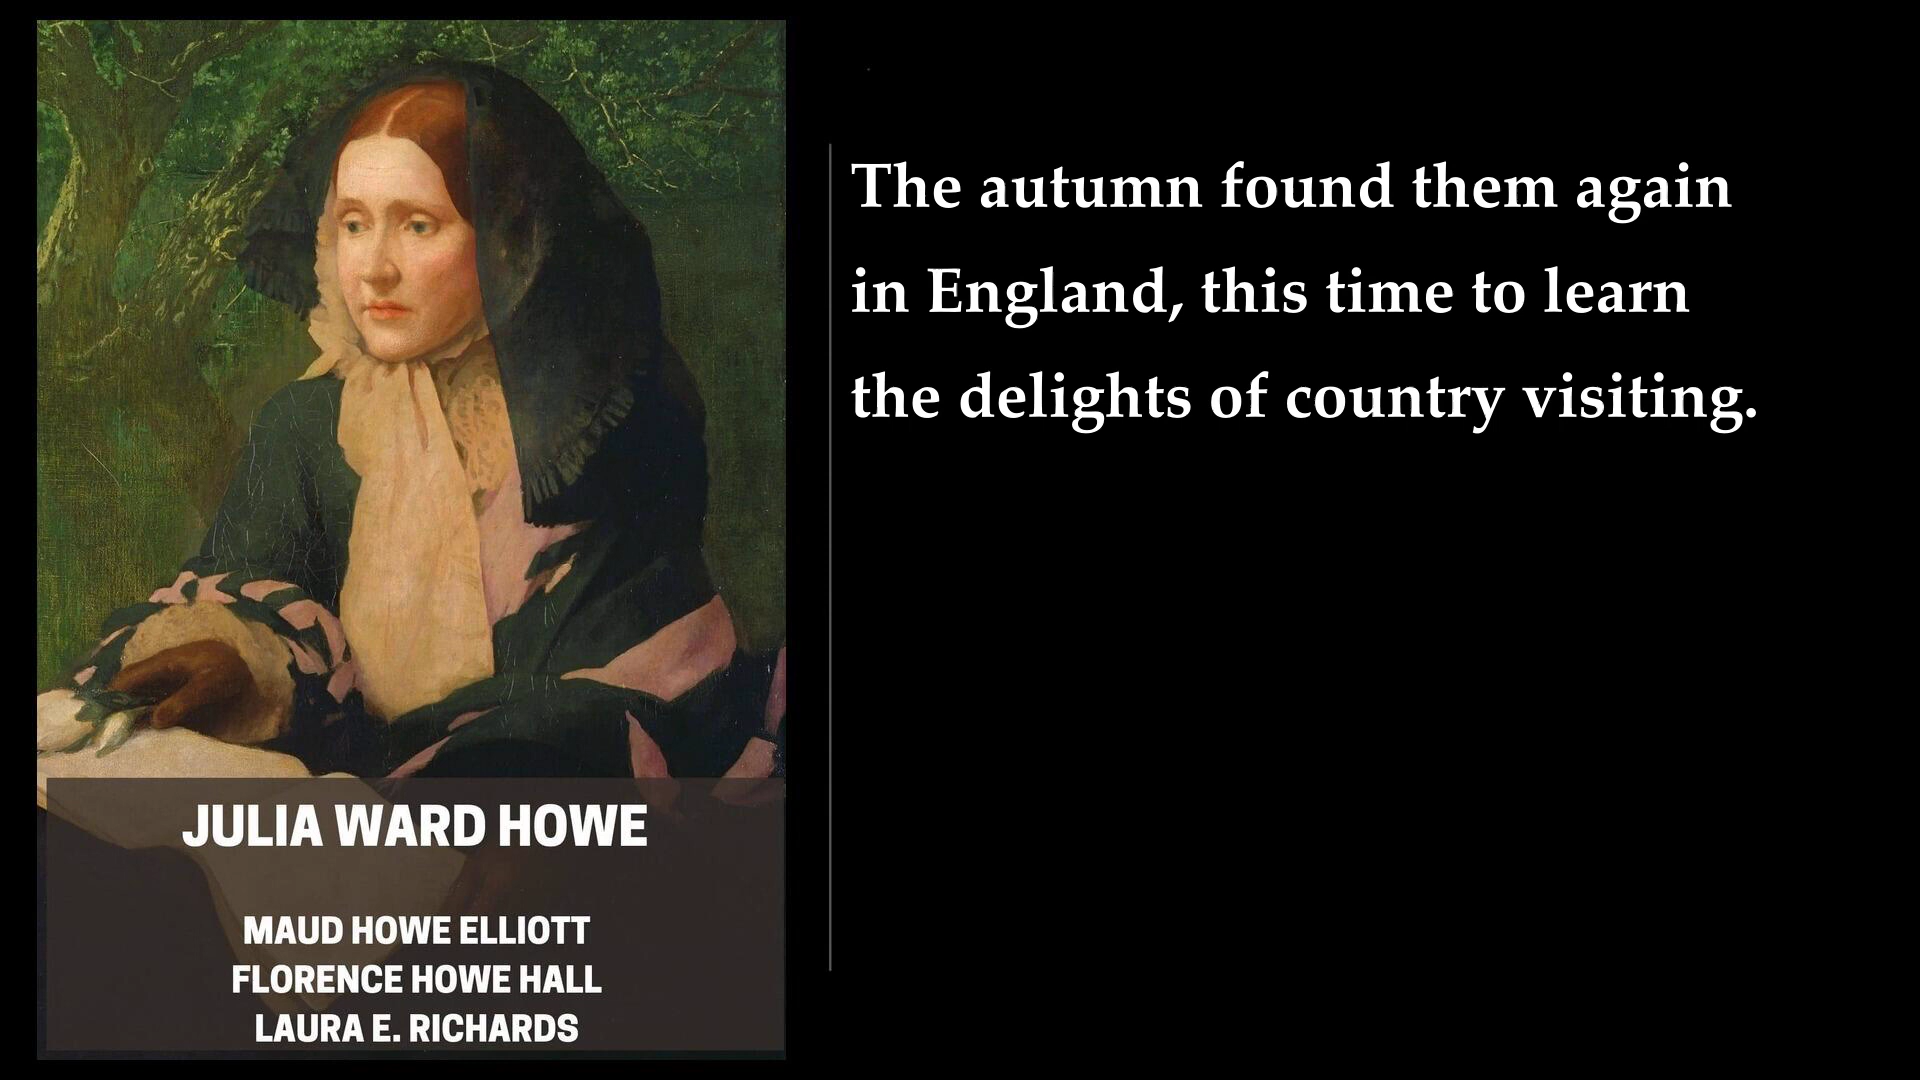 The autumn found them again
in England, this time to learn
the delights of country visiting.
JULIA WARD HOWE
MAUD HOWE ELLIOTT
FLORENCE HOWE HALL
LAURA E. RICHARDS